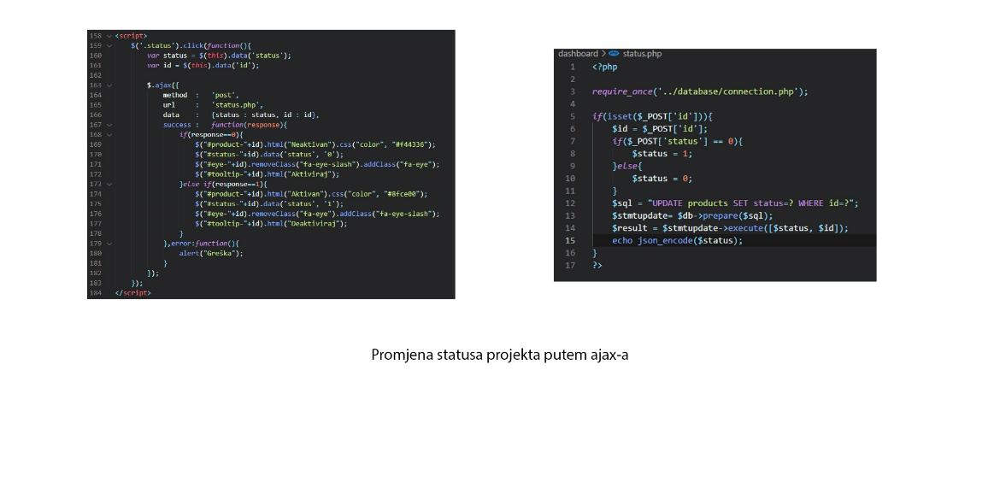 158 <script>
159 $('.status').click(function(){
160 var status = $(this).data('status');
161 var id = $(this).data('id');
162
163 $.ajax({
164 method : 'post',
165 url : 'status.php',
166 data : {status : status, id : id},
167 success : function(response){
168 if(response==0){
169 $("#product-"+id).html("Neaktivan").css("color", "#f44336");
170 $("#status-"+id).data('status', '0');
171 $("#eye-"+id).removeClass("fa-eye-slash").addClass("fa-eye");
172 $("#tooltip-"+id).html("Aktiviraj");
173 }else if(response==1){
174 $("#product-"+id).html("Aktivan").css("color", "#8fce00");
175 $("#status-"+id).data('status', '1');
176 $("#eye-"+id).removeClass("fa-eye").addClass("fa-eye-slash");
177 $("#tooltip-"+id).html("Deaktiviraj");
178 }
179 },error:function(){
180 alert("Greška");
181 }
182 });
183 });
184 </script>
dashboard > status.php
1 <?php
2
3 require_once('../database/connection.php');
4
5 if(isset($_POST['id'])){
6 $id = $_POST['id'];
7 if($_POST['status'] == 0){
8 $status = 1;
9 }else{
10 $status = 0;
11 }
12 $sql = "UPDATE products SET status=? WHERE id=?";
13 $stmtupdate= $db->prepare($sql);
14 $result = $stmtupdate->execute([$status, $id]);
15 echo json_encode($status);
16 }
17 ?>
Promjena statusa projekta putem ajax-a